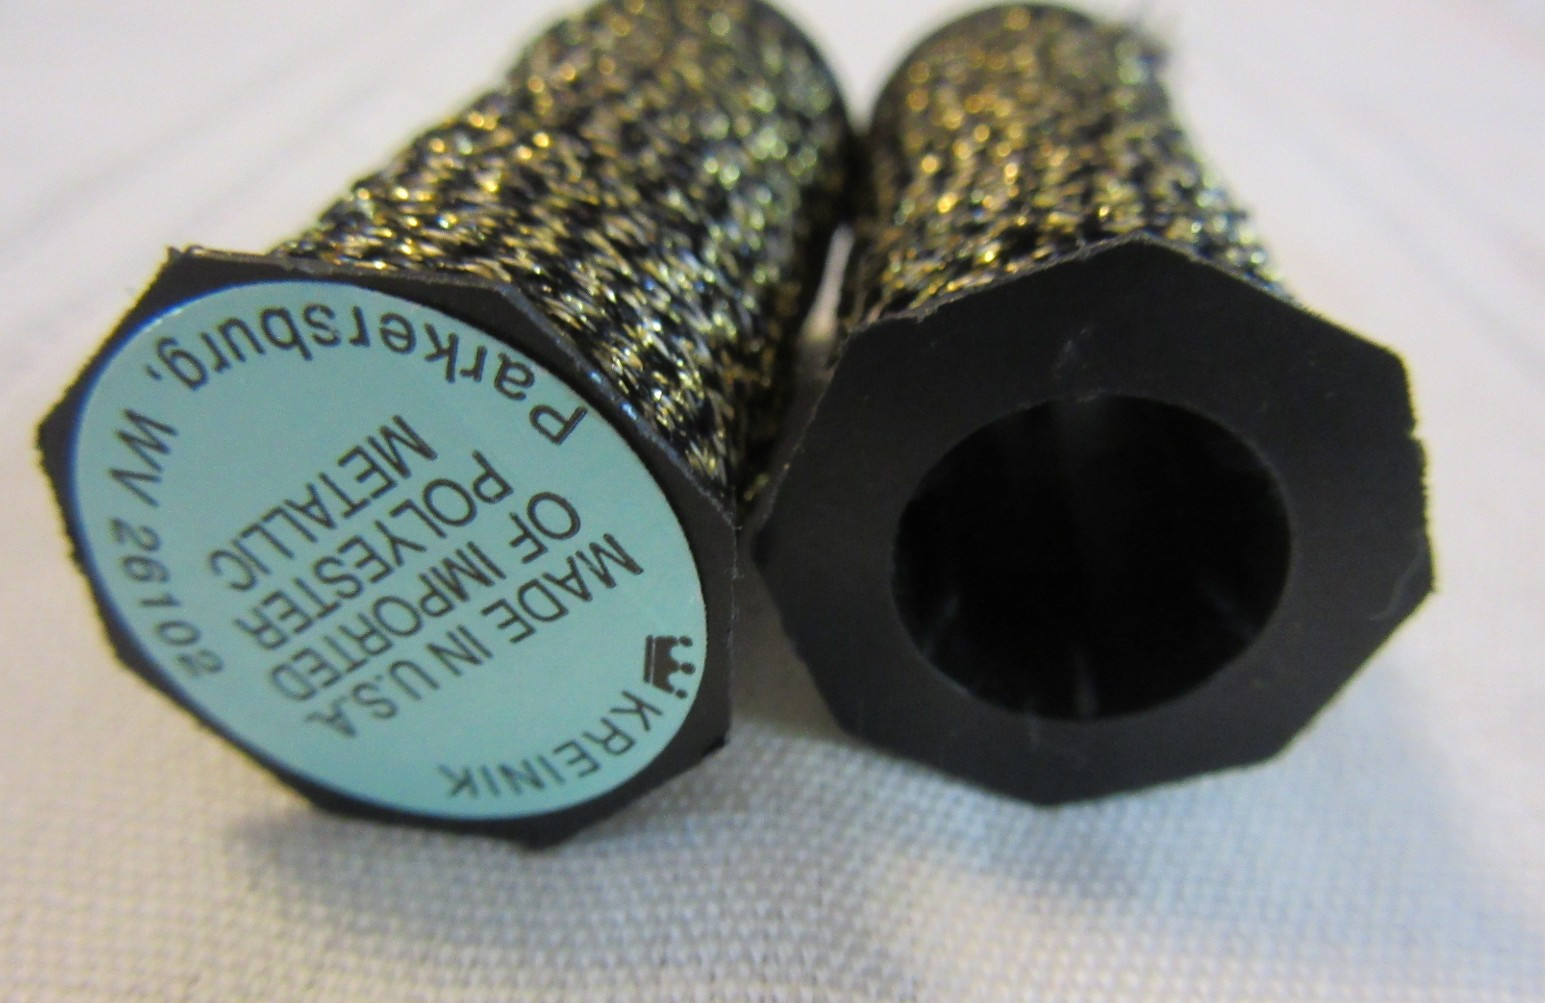 KREINIK
MADE IN U.S.A
OF IMPORTED
POLYESTER
METALLIC
Parkersburg, WV 26102